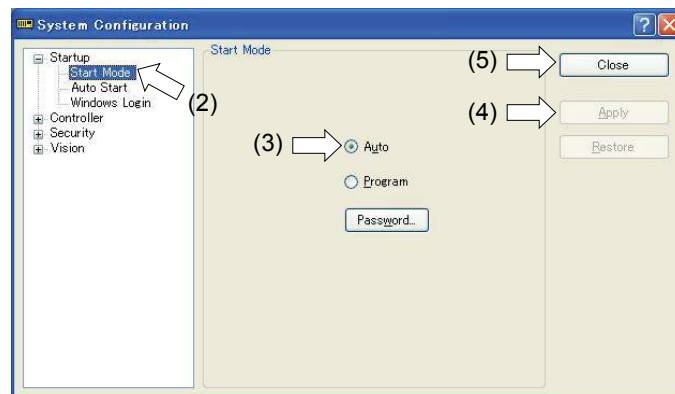 System Configuration
Startup
Start Mode
Auto Start
Windows Login
Controller
Security
Vision
(2)
Start Mode
(3)
Auto
Program
Password...
(5)
Close
(4)
Apply
Restore